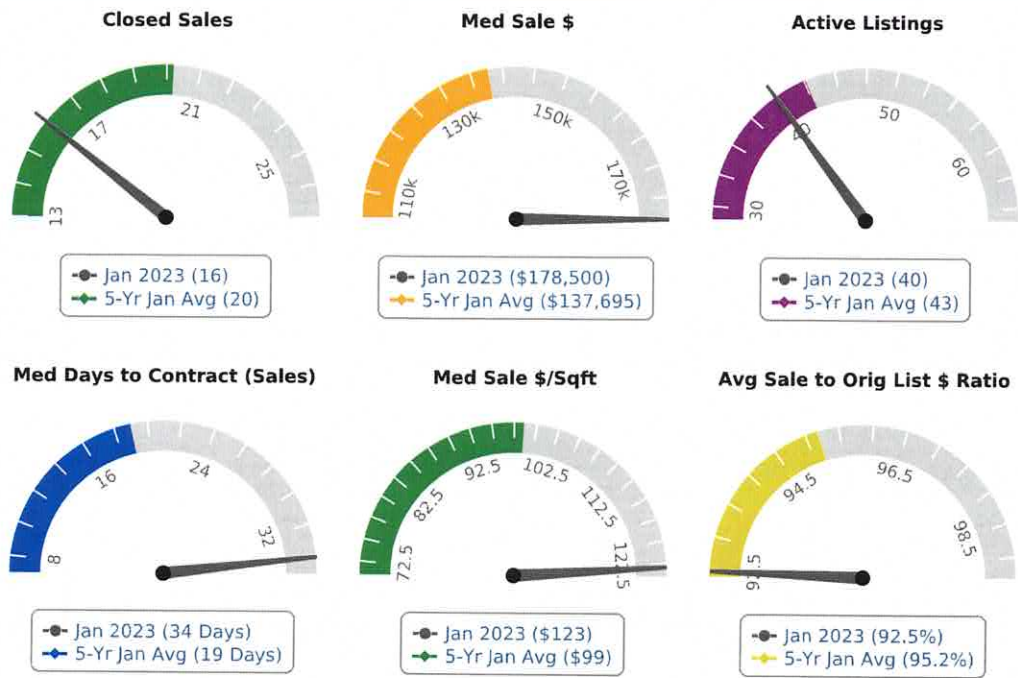 Closed Sales
13
17
21
25
Jan 2023 (16)
5-Yr Jan Avg (20)
Med Sale $
110k
130k
150k
170k
Jan 2023 ($178,500)
5-Yr Jan Avg ($137,695)
Active Listings
30
40
50
60
Jan 2023 (40)
5-Yr Jan Avg (43)
Med Days to Contract (Sales)
8
16
24
32
Jan 2023 (34 Days)
5-Yr Jan Avg (19 Days)
Med Sale $/Sqft
72.5
82.5
92.5
102.5
112.5
122.5
Jan 2023 ($123)
5-Yr Jan Avg ($99)
Avg Sale to Orig List $ Ratio
92.5
94.5
96.5
98.5
Jan 2023 (92.5%)
5-Yr Jan Avg (95.2%)